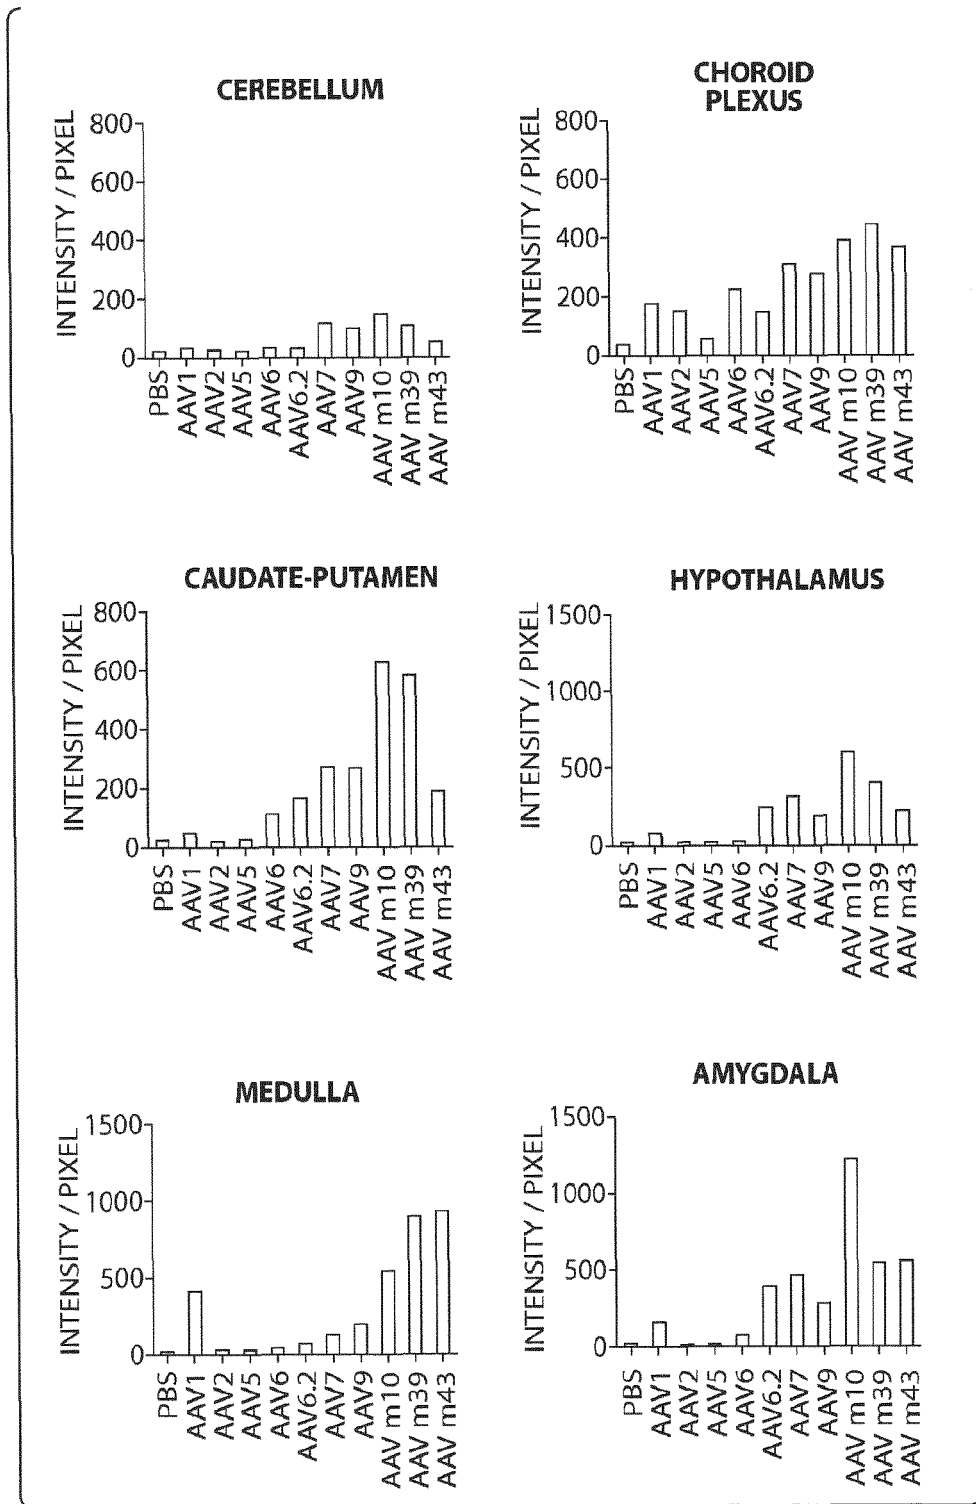 CEREBELLUM
INTENSITY / PIXEL
800
600
400
200
0
PBS
AAV1
AAV2
AAV5
AAV6
AAV6.2
AAV7
AAV9
AAV m10
AAV m39
AAV m43
CHOROID
PLEXUS
INTENSITY / PIXEL
800
600
400
200
0
PBS
AAV1
AAV2
AAV5
AAV6
AAV6.2
AAV7
AAV9
AAV m10
AAV m39
AAV m43
CAUDATE-PUTAMEN
INTENSITY / PIXEL
800
600
400
200
0
PBS
AAV1
AAV2
AAV5
AAV6
AAV6.2
AAV7
AAV9
AAV m10
AAV m39
AAV m43
HYPOTHALAMUS
INTENSITY / PIXEL
1500
1000
500
0
PBS
AAV1
AAV2
AAV5
AAV6
AAV6.2
AAV7
AAV9
AAV m10
AAV m39
AAV m43
MEDULLA
INTENSITY / PIXEL
1500
1000
500
0
PBS
AAV1
AAV2
AAV5
AAV6
AAV6.2
AAV7
AAV9
AAV m10
AAV m39
AAV m43
AMYGDALA
INTENSITY / PIXEL
1500
1000
500
0
PBS
AAV1
AAV2
AAV5
AAV6
AAV6.2
AAV7
AAV9
AAV m10
AAV m39
AAV m43